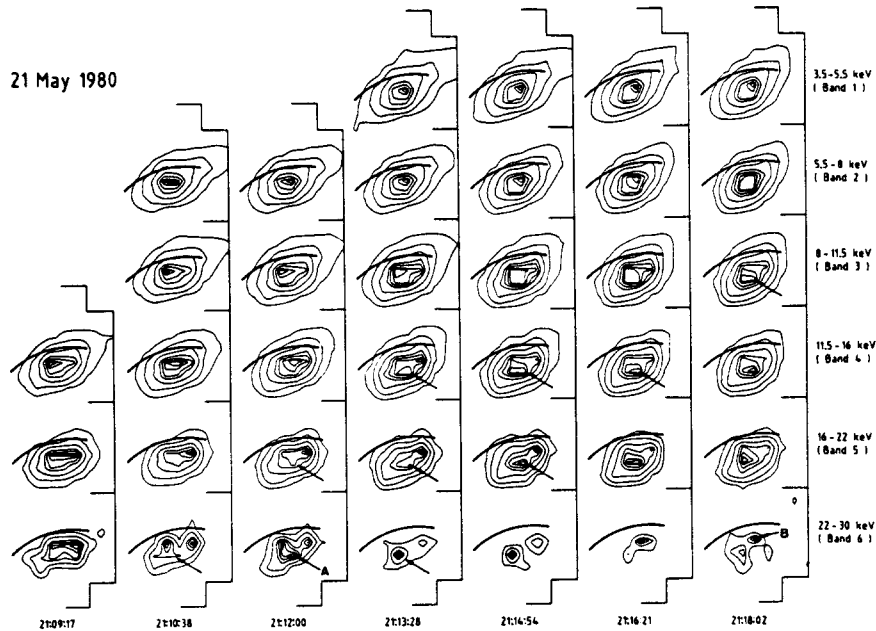 21 May 1980
3.5-5.5 keV
( Band 1 )
5.5-8 keV
( Band 2 )
8-11.5 keV
( Band 3 )
11.5-16 keV
( Band 4 )
16-22 keV
( Band 5 )
22-30 keV
( Band 6 )
A
B
21:09:17 21:10:38 21:12:00 21:13:28 21:14:54 21:16:21 21:18:02